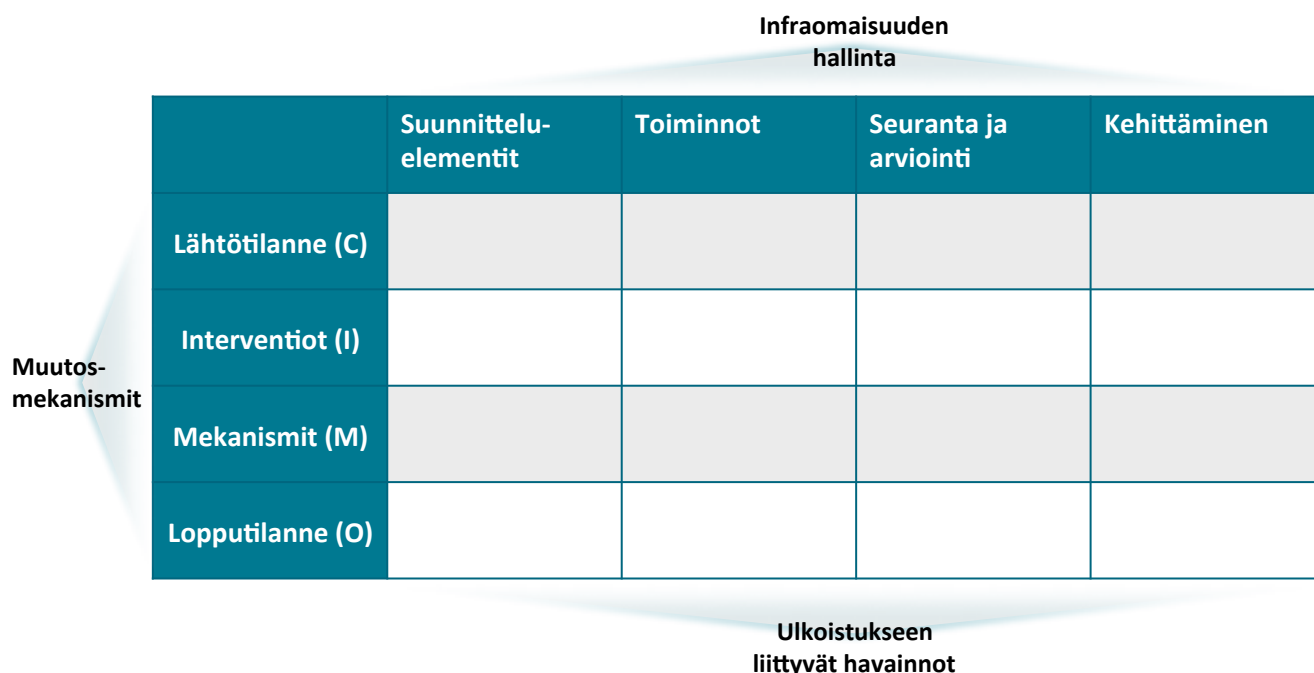 Infraomaisuuden
hallinta
Suunnittelu-
elementit
Toiminnot
Seuranta ja
arviointi
Kehittäminen
Lähtötilanne (C)
Interventiot (I)
Muutos-
mekanismit
Mekanismit (M)
Lopputilanne (O)
Ulkoistukseen
liittyvät havainnot